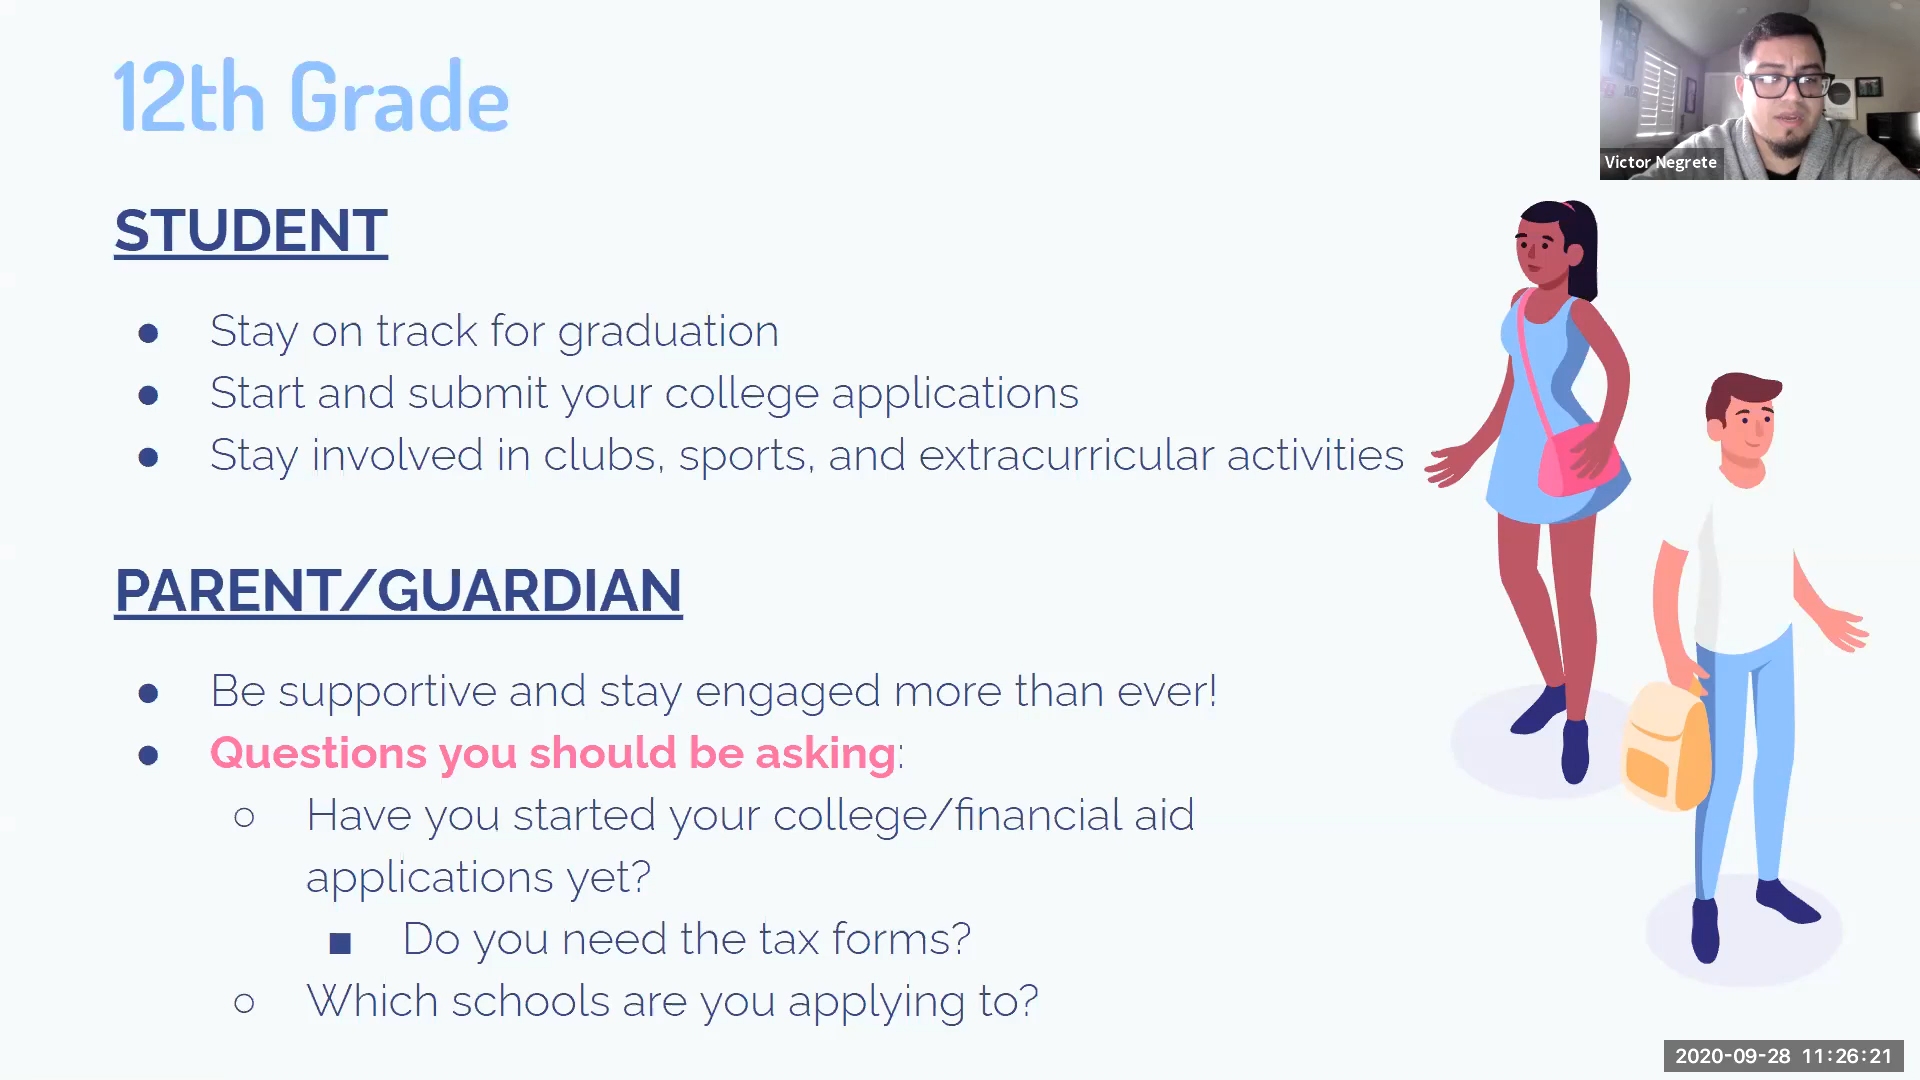 12th Grade
Victor Negrete
STUDENT
● Stay on track for graduation
● Start and submit your college applications
● Stay involved in clubs, sports, and extracurricular activities
PARENT/GUARDIAN
● Be supportive and stay engaged more than ever!
● Questions you should be asking:
○ Have you started your college/financial aid
applications yet?
■ Do you need the tax forms?
○ Which schools are you applying to?
2020-09-28 11:26:21